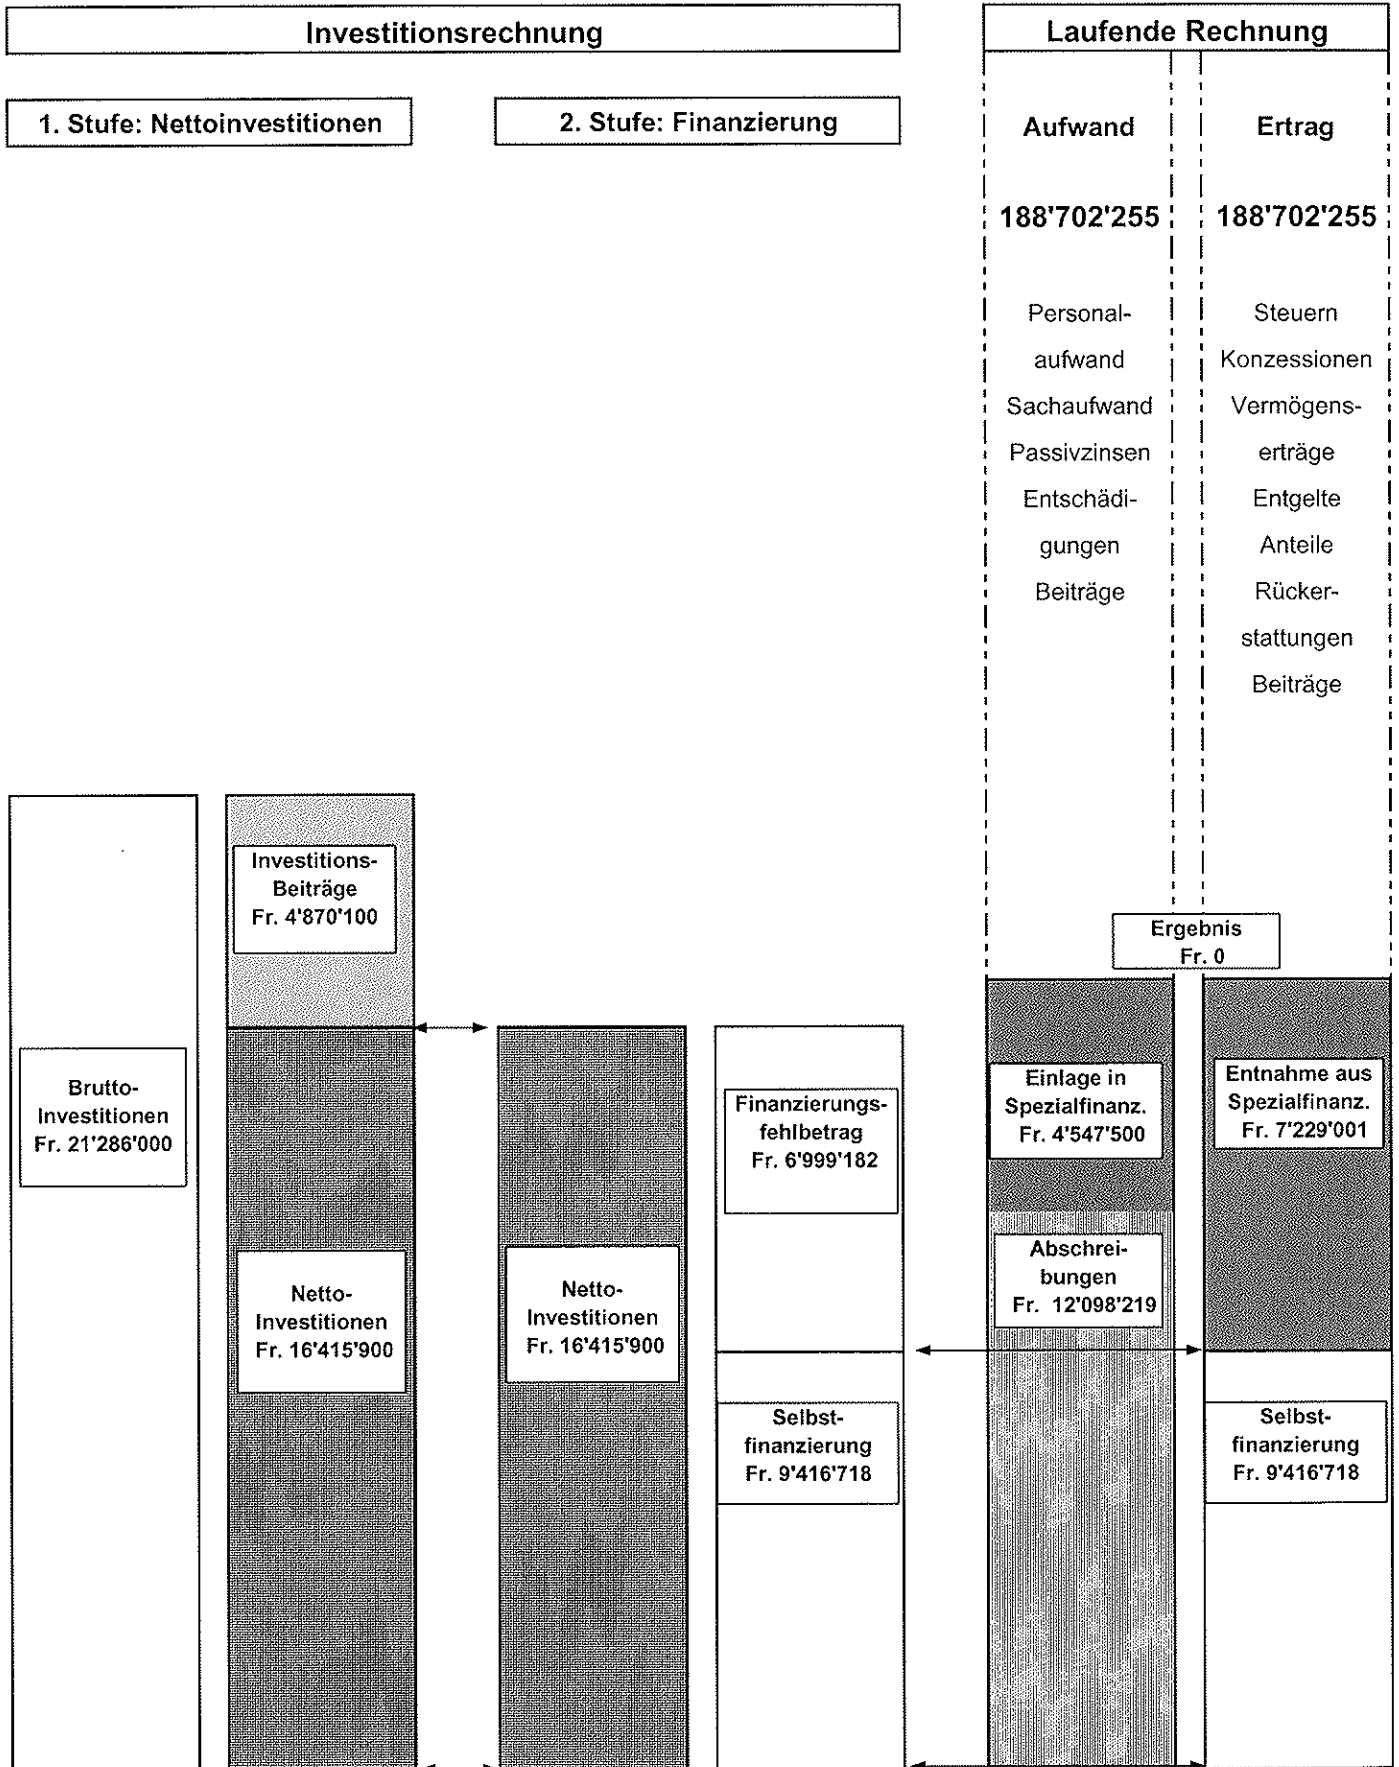 Investitionsrechnung
Laufende Rechnung
1. Stufe: Nettoinvestitionen
2. Stufe: Finanzierung
Aufwand
Ertrag
188'702'255
188'702'255
Personal-
aufwand
Sachaufwand
Passivzinsen
Entschädi-
gungen
Beiträge
Steuern
Konzessionen
Vermögens-
erträge
Entgelte
Anteile
Rücker-
stattungen
Beiträge
Investitions-
Beiträge
Fr. 4'870'100
Ergebnis
Fr. 0
Brutto-
Investitionen
Fr. 21'286'000
Netto-
Investitionen
Fr. 16'415'900
Netto-
Investitionen
Fr. 16'415'900
Finanzierungs-
fehlbetrag
Fr. 6'999'182
Selbst-
finanzierung
Fr. 9'416'718
Einlage in
Spezialfinanz.
Fr. 4'547'500
Abschrei-
bungen
Fr. 12'098'219
Entnahme aus
Spezialfinanz.
Fr. 7'229'001
Selbst-
finanzierung
Fr. 9'416'718